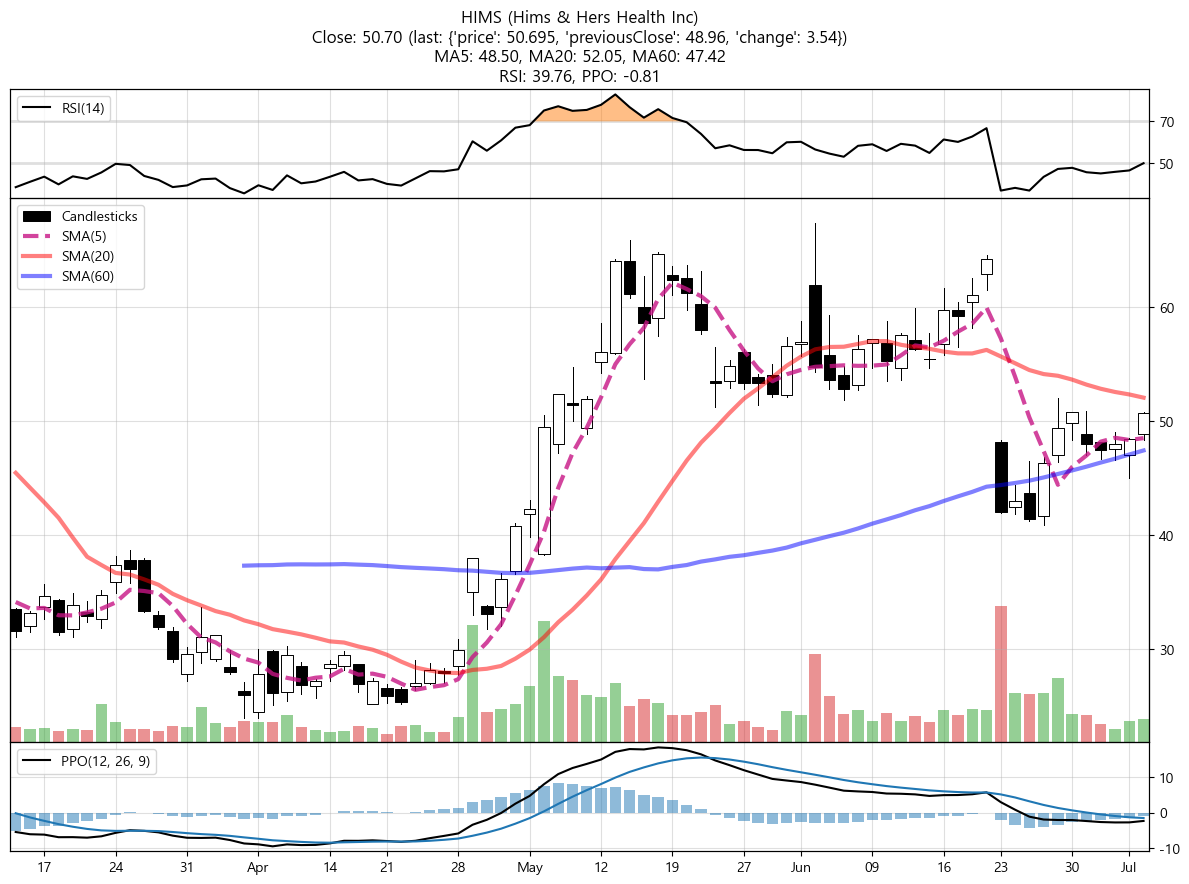 HIMS (Hims & Hers Health Inc)
Close: 50.70 (last: {'price': 50.695, 'previousClose': 48.96, 'change': 3.54})
MA5: 48.50, MA20: 52.05, MA60: 47.42
RSI: 39.76, PPO: -0.81
RSI(14)
70
50
Candlesticks
SMA(5)
SMA(20)
SMA(60)
60
50
40
30
PPO(12, 26, 9)
10
0
-10
17 24 31 Apr 14 21 28 May 12 19 27 Jun 09 16 23 30 Jul